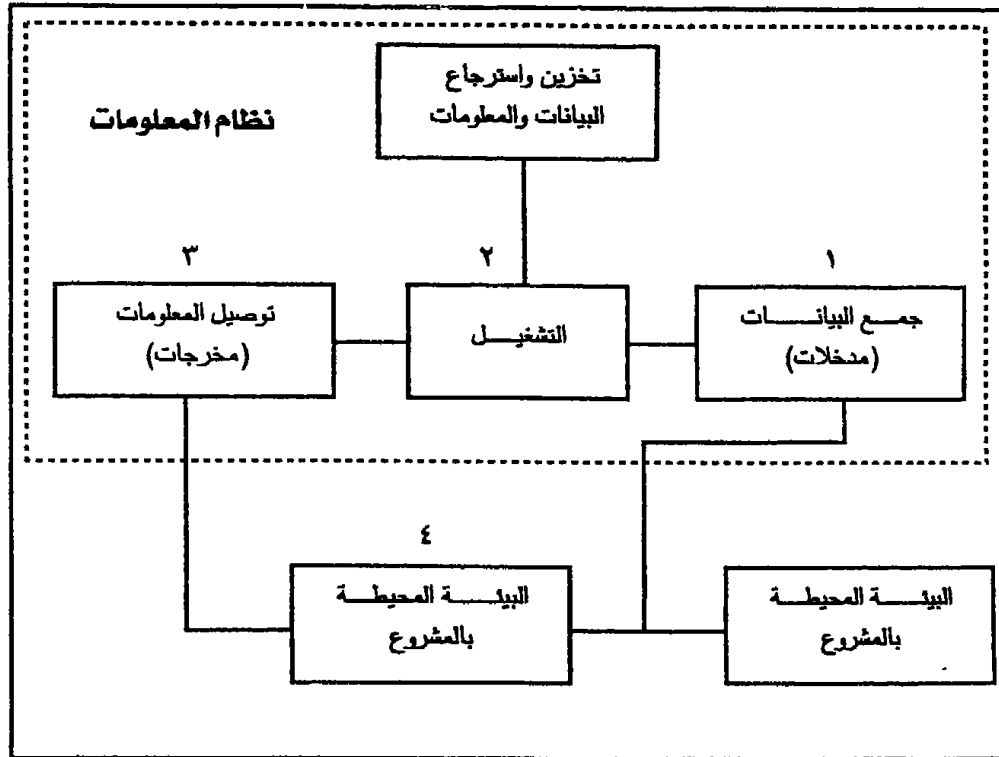 تخزين واسترجاع
البيانات والمعلومات
نظام المعلومات
١
جمع البيانات
(مدخلات)
٢
التشغيل
٣
توصيل المعلومات
(مخرجات)
البيئة المحيطة
بالمشروع
٤
البيئة المحيطة
بالمشروع